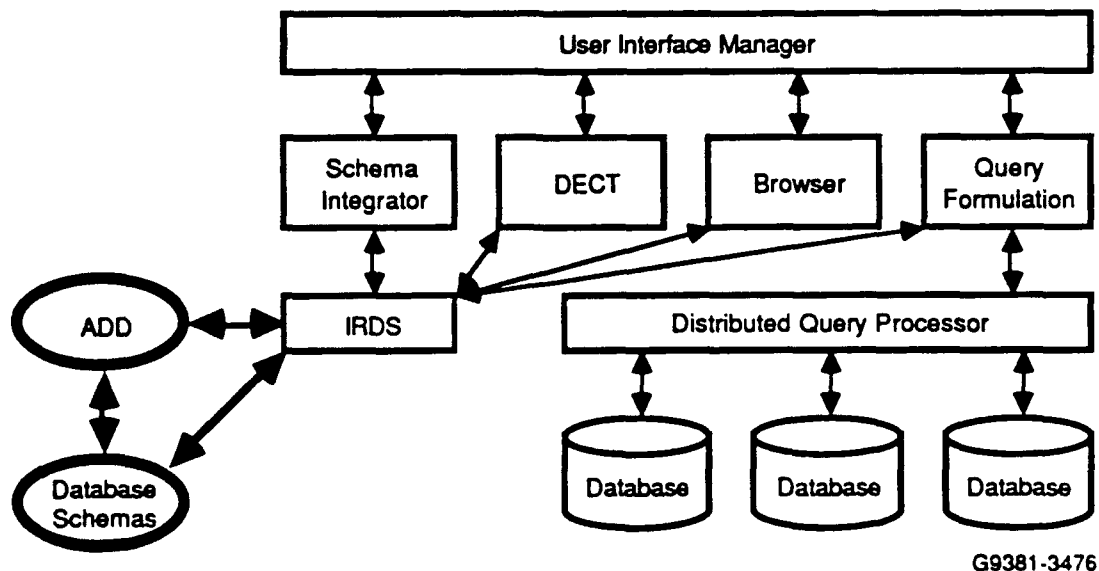 User Interface Manager
Schema
Integrator
DECT
Browser
Query
Formulation
ADD
IRDS
Distributed Query Processor
Database
Schemas
Database
Database
Database
G9381-3476